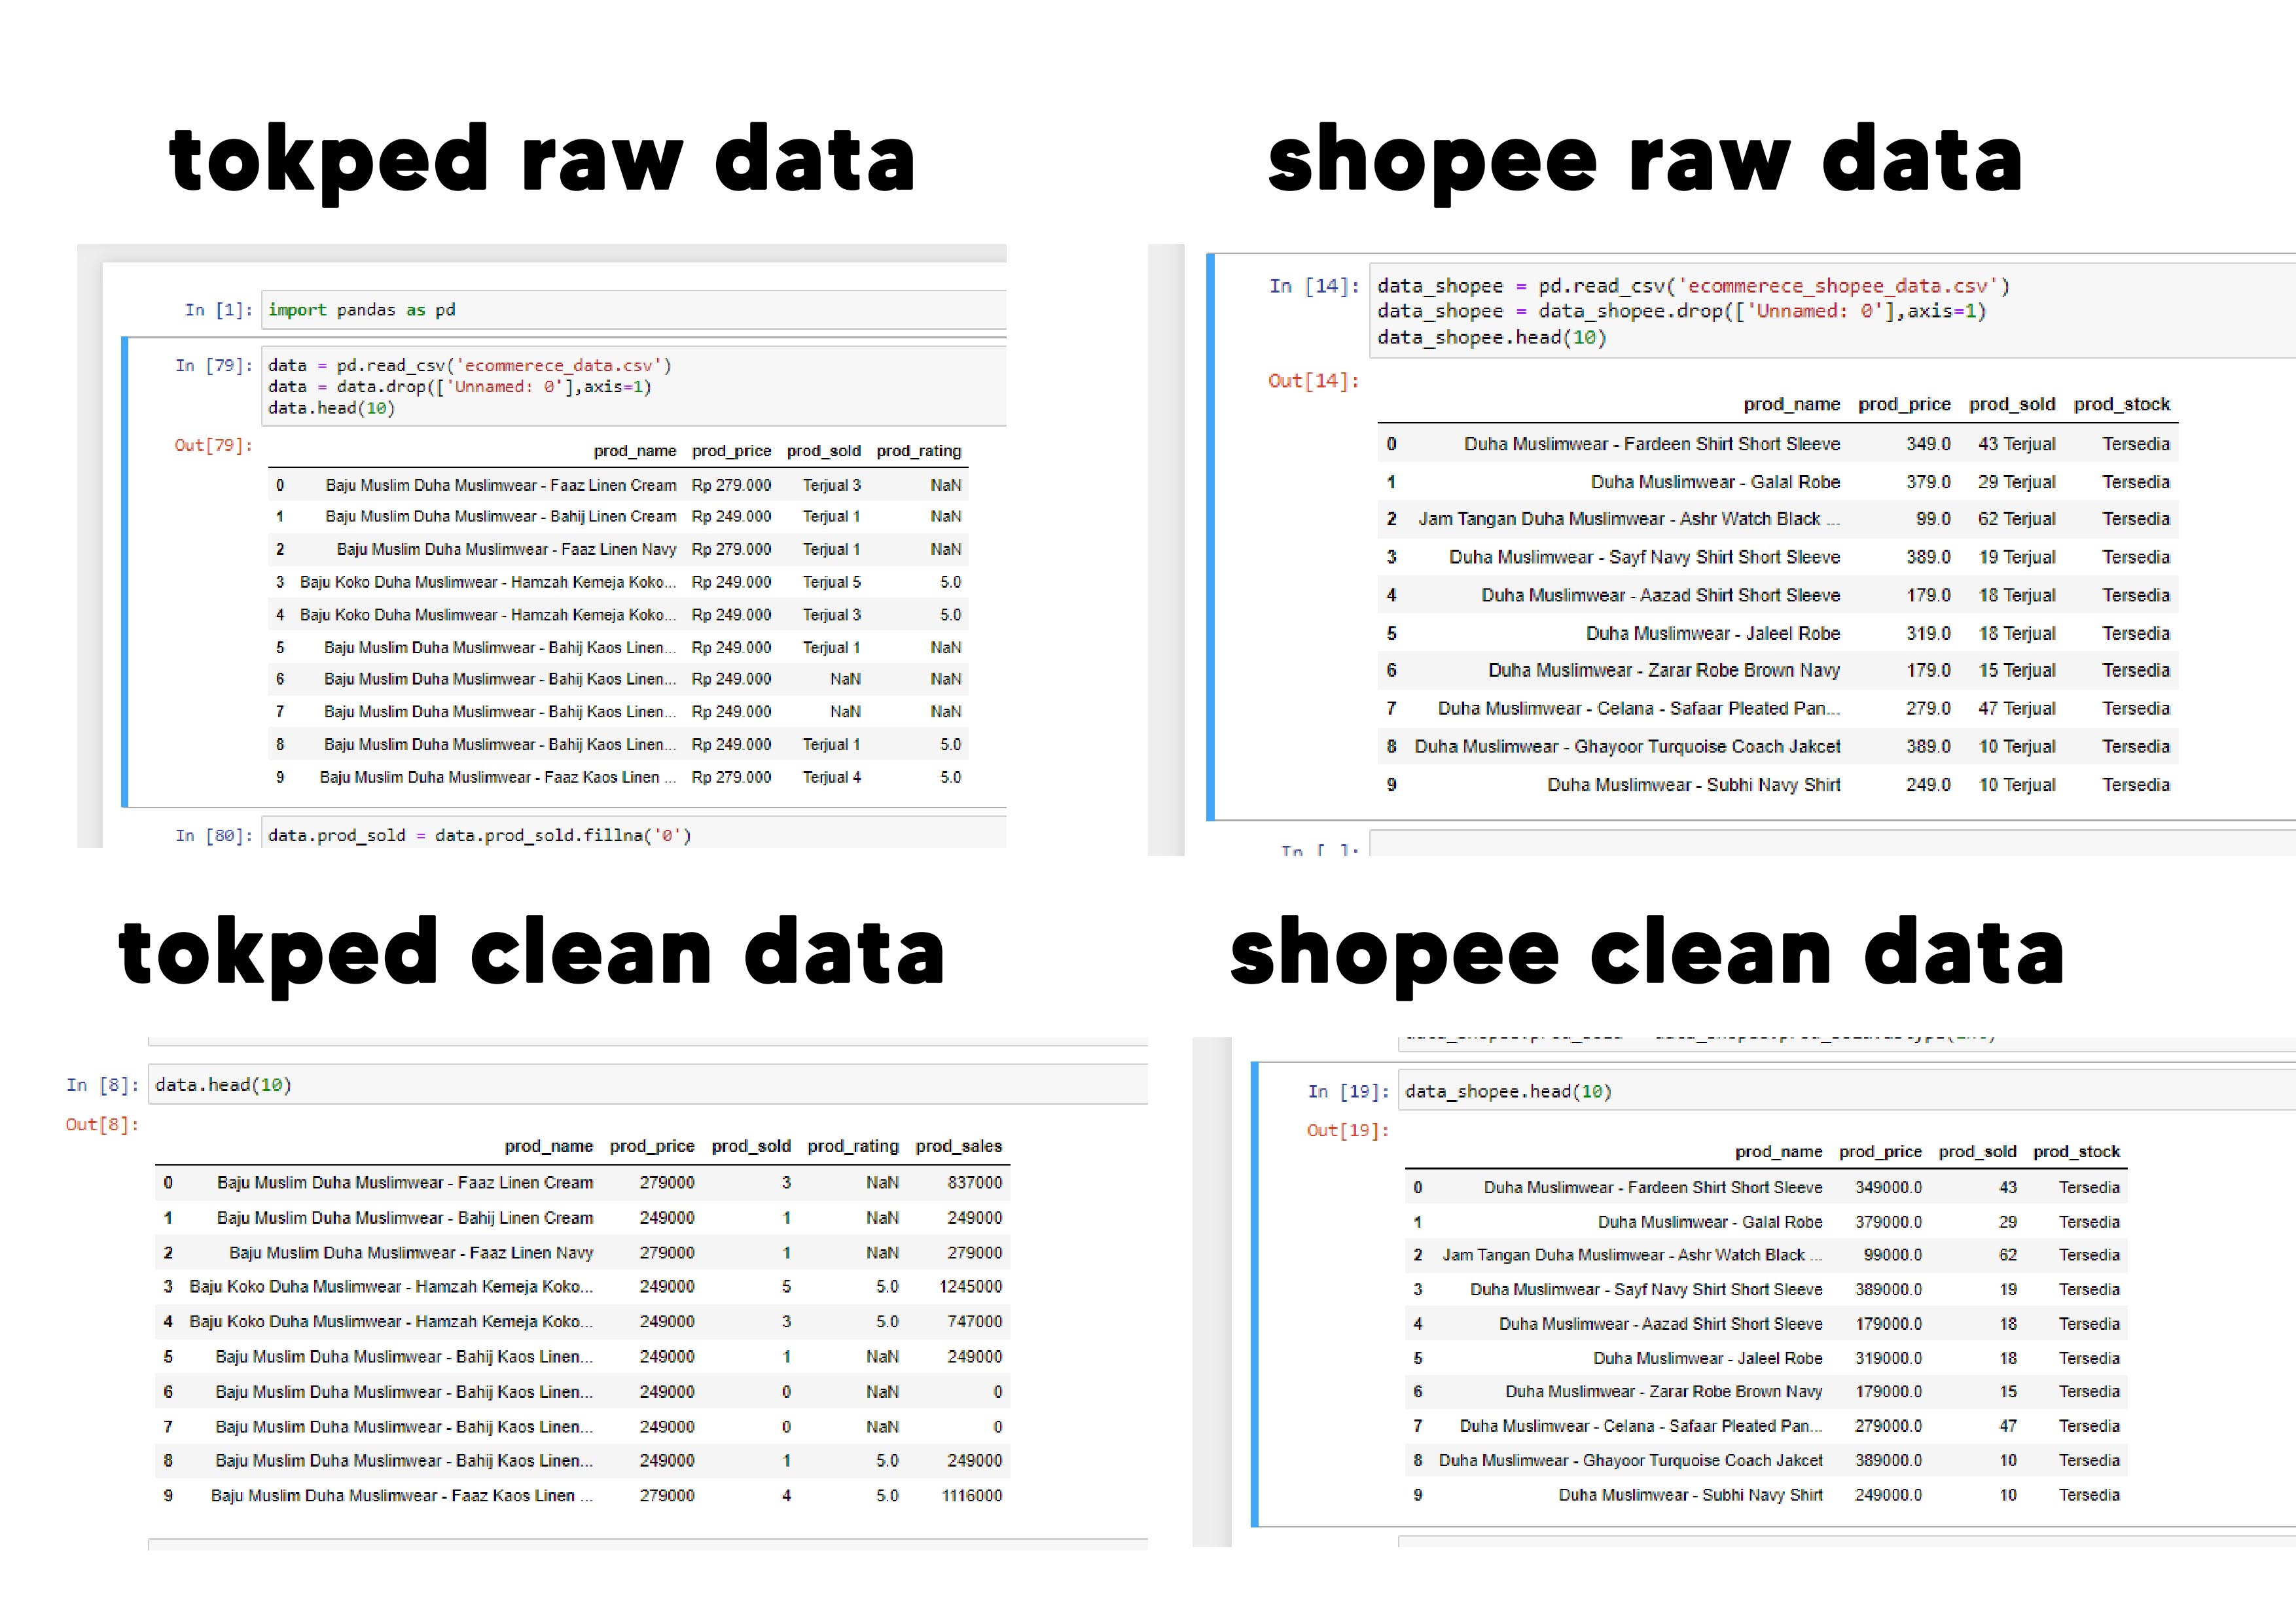 tokped raw data
In [1]: import pandas as pd
In [79]: data = pd.read_csv('ecommerece_data.csv')
data = data.drop(['Unnamed: 0'],axis=1)
data.head(10)
Out[79]:
prod_name prod_price prod_sold prod_rating
0 Baju Muslim Duha Muslimwear - Faaz Linen Cream Rp 279.000 Terjual 3 NaN
1 Baju Muslim Duha Muslimwear - Bahij Linen Cream Rp 249.000 Terjual 1 NaN
2 Baju Muslim Duha Muslimwear - Faaz Linen Navy Rp 279.000 Terjual 1 NaN
3 Baju Koko Duha Muslimwear - Hamzah Kemeja Koko... Rp 249.000 Terjual 5 5.0
4 Baju Koko Duha Muslimwear - Hamzah Kemeja Koko... Rp 249.000 Terjual 3 5.0
5 Baju Muslim Duha Muslimwear - Bahij Kaos Linen... Rp 249.000 Terjual 1 NaN
6 Baju Muslim Duha Muslimwear - Bahij Kaos Linen... Rp 249.000 NaN NaN
7 Baju Muslim Duha Muslimwear - Bahij Kaos Linen... Rp 249.000 NaN NaN
8 Baju Muslim Duha Muslimwear - Bahij Kaos Linen... Rp 249.000 Terjual 1 5.0
9 Baju Muslim Duha Muslimwear - Faaz Kaos Linen ... Rp 279.000 Terjual 4 5.0
In [80]: data.prod_sold = data.prod_sold.fillna('0')
shopee raw data
In [14]: data_shopee = pd.read_csv('ecommerece_shopee_data.csv')
data_shopee = data_shopee.drop(['Unnamed: 0'],axis=1)
data_shopee.head(10)
Out[14]:
prod_name prod_price prod_sold prod_stock
0 Duha Muslimwear - Fardeen Shirt Short Sleeve 349.0 43 Terjual Tersedia
1 Duha Muslimwear - Galal Robe 379.0 29 Terjual Tersedia
2 Jam Tangan Duha Muslimwear - Ashr Watch Black ... 99.0 62 Terjual Tersedia
3 Duha Muslimwear - Sayf Navy Shirt Short Sleeve 389.0 19 Terjual Tersedia
4 Duha Muslimwear - Aazad Shirt Short Sleeve 179.0 18 Terjual Tersedia
5 Duha Muslimwear - Jaleel Robe 319.0 18 Terjual Tersedia
6 Duha Muslimwear - Zarar Robe Brown Navy 179.0 15 Terjual Tersedia
7 Duha Muslimwear - Celana - Safaar Pleated Pan... 279.0 47 Terjual Tersedia
8 Duha Muslimwear - Ghayoor Turquoise Coach Jakcet 389.0 10 Terjual Tersedia
9 Duha Muslimwear - Subhi Navy Shirt 249.0 10 Terjual Tersedia
In [ ]:
tokped clean data
In [8]: data.head(10)
Out[8]:
prod_name prod_price prod_sold prod_rating prod_sales
0 Baju Muslim Duha Muslimwear - Faaz Linen Cream 279000 3 NaN 837000
1 Baju Muslim Duha Muslimwear - Bahij Linen Cream 249000 1 NaN 249000
2 Baju Muslim Duha Muslimwear - Faaz Linen Navy 279000 1 NaN 279000
3 Baju Koko Duha Muslimwear - Hamzah Kemeja Koko... 249000 5 5.0 1245000
4 Baju Koko Duha Muslimwear - Hamzah Kemeja Koko... 249000 3 5.0 747000
5 Baju Muslim Duha Muslimwear - Bahij Kaos Linen... 249000 1 NaN 249000
6 Baju Muslim Duha Muslimwear - Bahij Kaos Linen... 249000 0 NaN 0
7 Baju Muslim Duha Muslimwear - Bahij Kaos Linen... 249000 0 NaN 0
8 Baju Muslim Duha Muslimwear - Bahij Kaos Linen... 249000 1 5.0 249000
9 Baju Muslim Duha Muslimwear - Faaz Kaos Linen ... 279000 4 5.0 1116000
shopee clean data
In [19]: data_shopee.head(10)
Out[19]:
prod_name prod_price prod_sold prod_stock
0 Duha Muslimwear - Fardeen Shirt Short Sleeve 349000.0 43 Tersedia
1 Duha Muslimwear - Galal Robe 379000.0 29 Tersedia
2 Jam Tangan Duha Muslimwear - Ashr Watch Black ... 99000.0 62 Tersedia
3 Duha Muslimwear - Sayf Navy Shirt Short Sleeve 389000.0 19 Tersedia
4 Duha Muslimwear - Aazad Shirt Short Sleeve 179000.0 18 Tersedia
5 Duha Muslimwear - Jaleel Robe 319000.0 18 Tersedia
6 Duha Muslimwear - Zarar Robe Brown Navy 179000.0 15 Tersedia
7 Duha Muslimwear - Celana - Safaar Pleated Pan... 279000.0 47 Tersedia
8 Duha Muslimwear - Ghayoor Turquoise Coach Jakcet 389000.0 10 Tersedia
9 Duha Muslimwear - Subhi Navy Shirt 249000.0 10 Tersedia